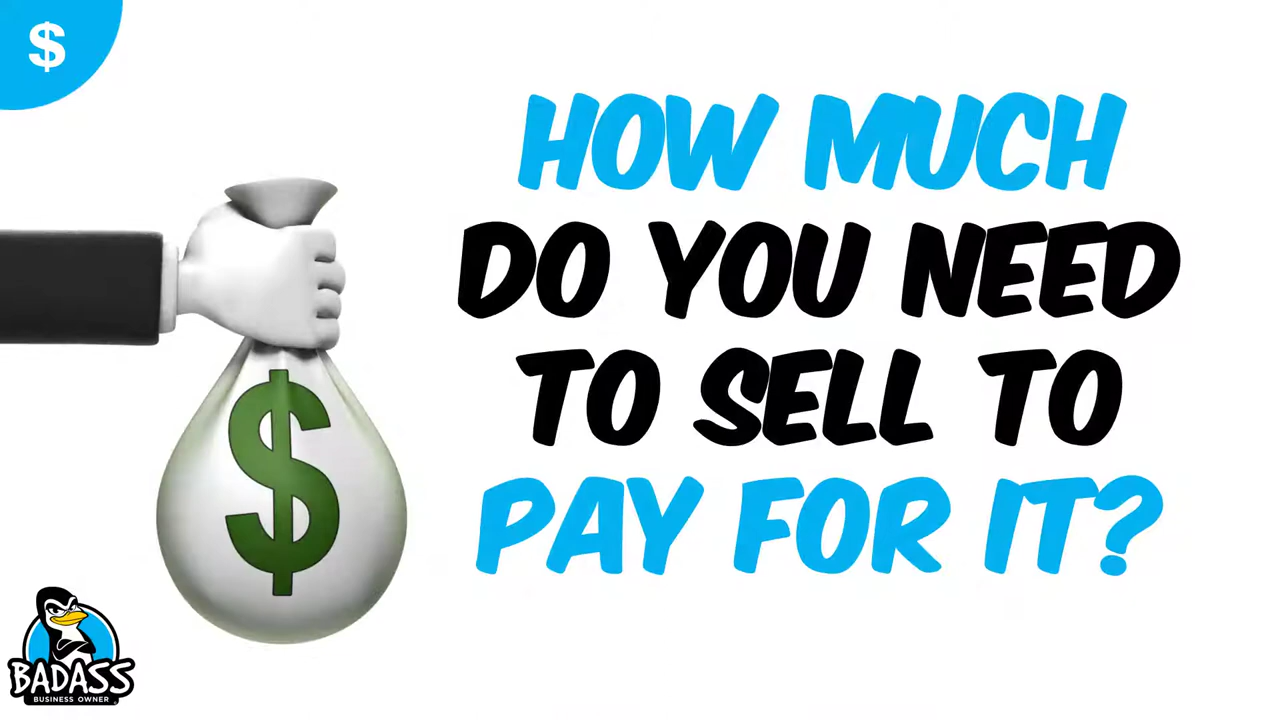 $
HOW MUCH
DO YOU NEED
TO SELL TO
PAY FOR IT?
$
BADASS
BUSINESS OWNER